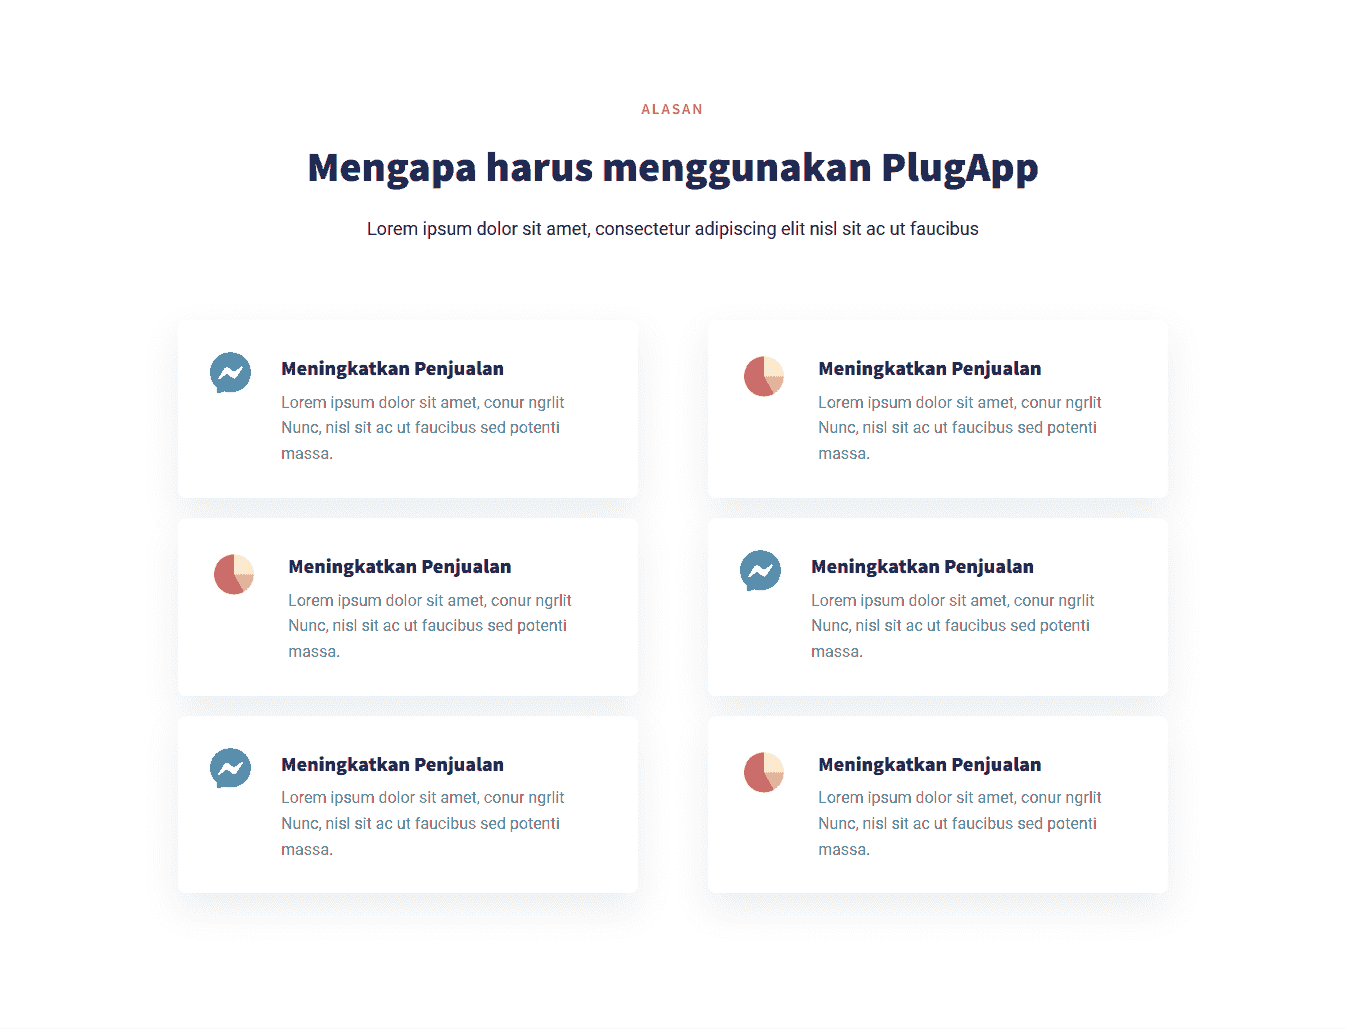 ALASAN
Mengapa harus menggunakan PlugApp
Lorem ipsum dolor sit amet, consectetur adipiscing elit nisl sit ac ut faucibus
Meningkatkan Penjualan
Lorem ipsum dolor sit amet, conur ngrlit
Nunc, nisl sit ac ut faucibus sed potenti
massa.
Meningkatkan Penjualan
Lorem ipsum dolor sit amet, conur ngrlit
Nunc, nisl sit ac ut faucibus sed potenti
massa.
Meningkatkan Penjualan
Lorem ipsum dolor sit amet, conur ngrlit
Nunc, nisl sit ac ut faucibus sed potenti
massa.
Meningkatkan Penjualan
Lorem ipsum dolor sit amet, conur ngrlit
Nunc, nisl sit ac ut faucibus sed potenti
massa.
Meningkatkan Penjualan
Lorem ipsum dolor sit amet, conur ngrlit
Nunc, nisl sit ac ut faucibus sed potenti
massa.
Meningkatkan Penjualan
Lorem ipsum dolor sit amet, conur ngrlit
Nunc, nisl sit ac ut faucibus sed potenti
massa.